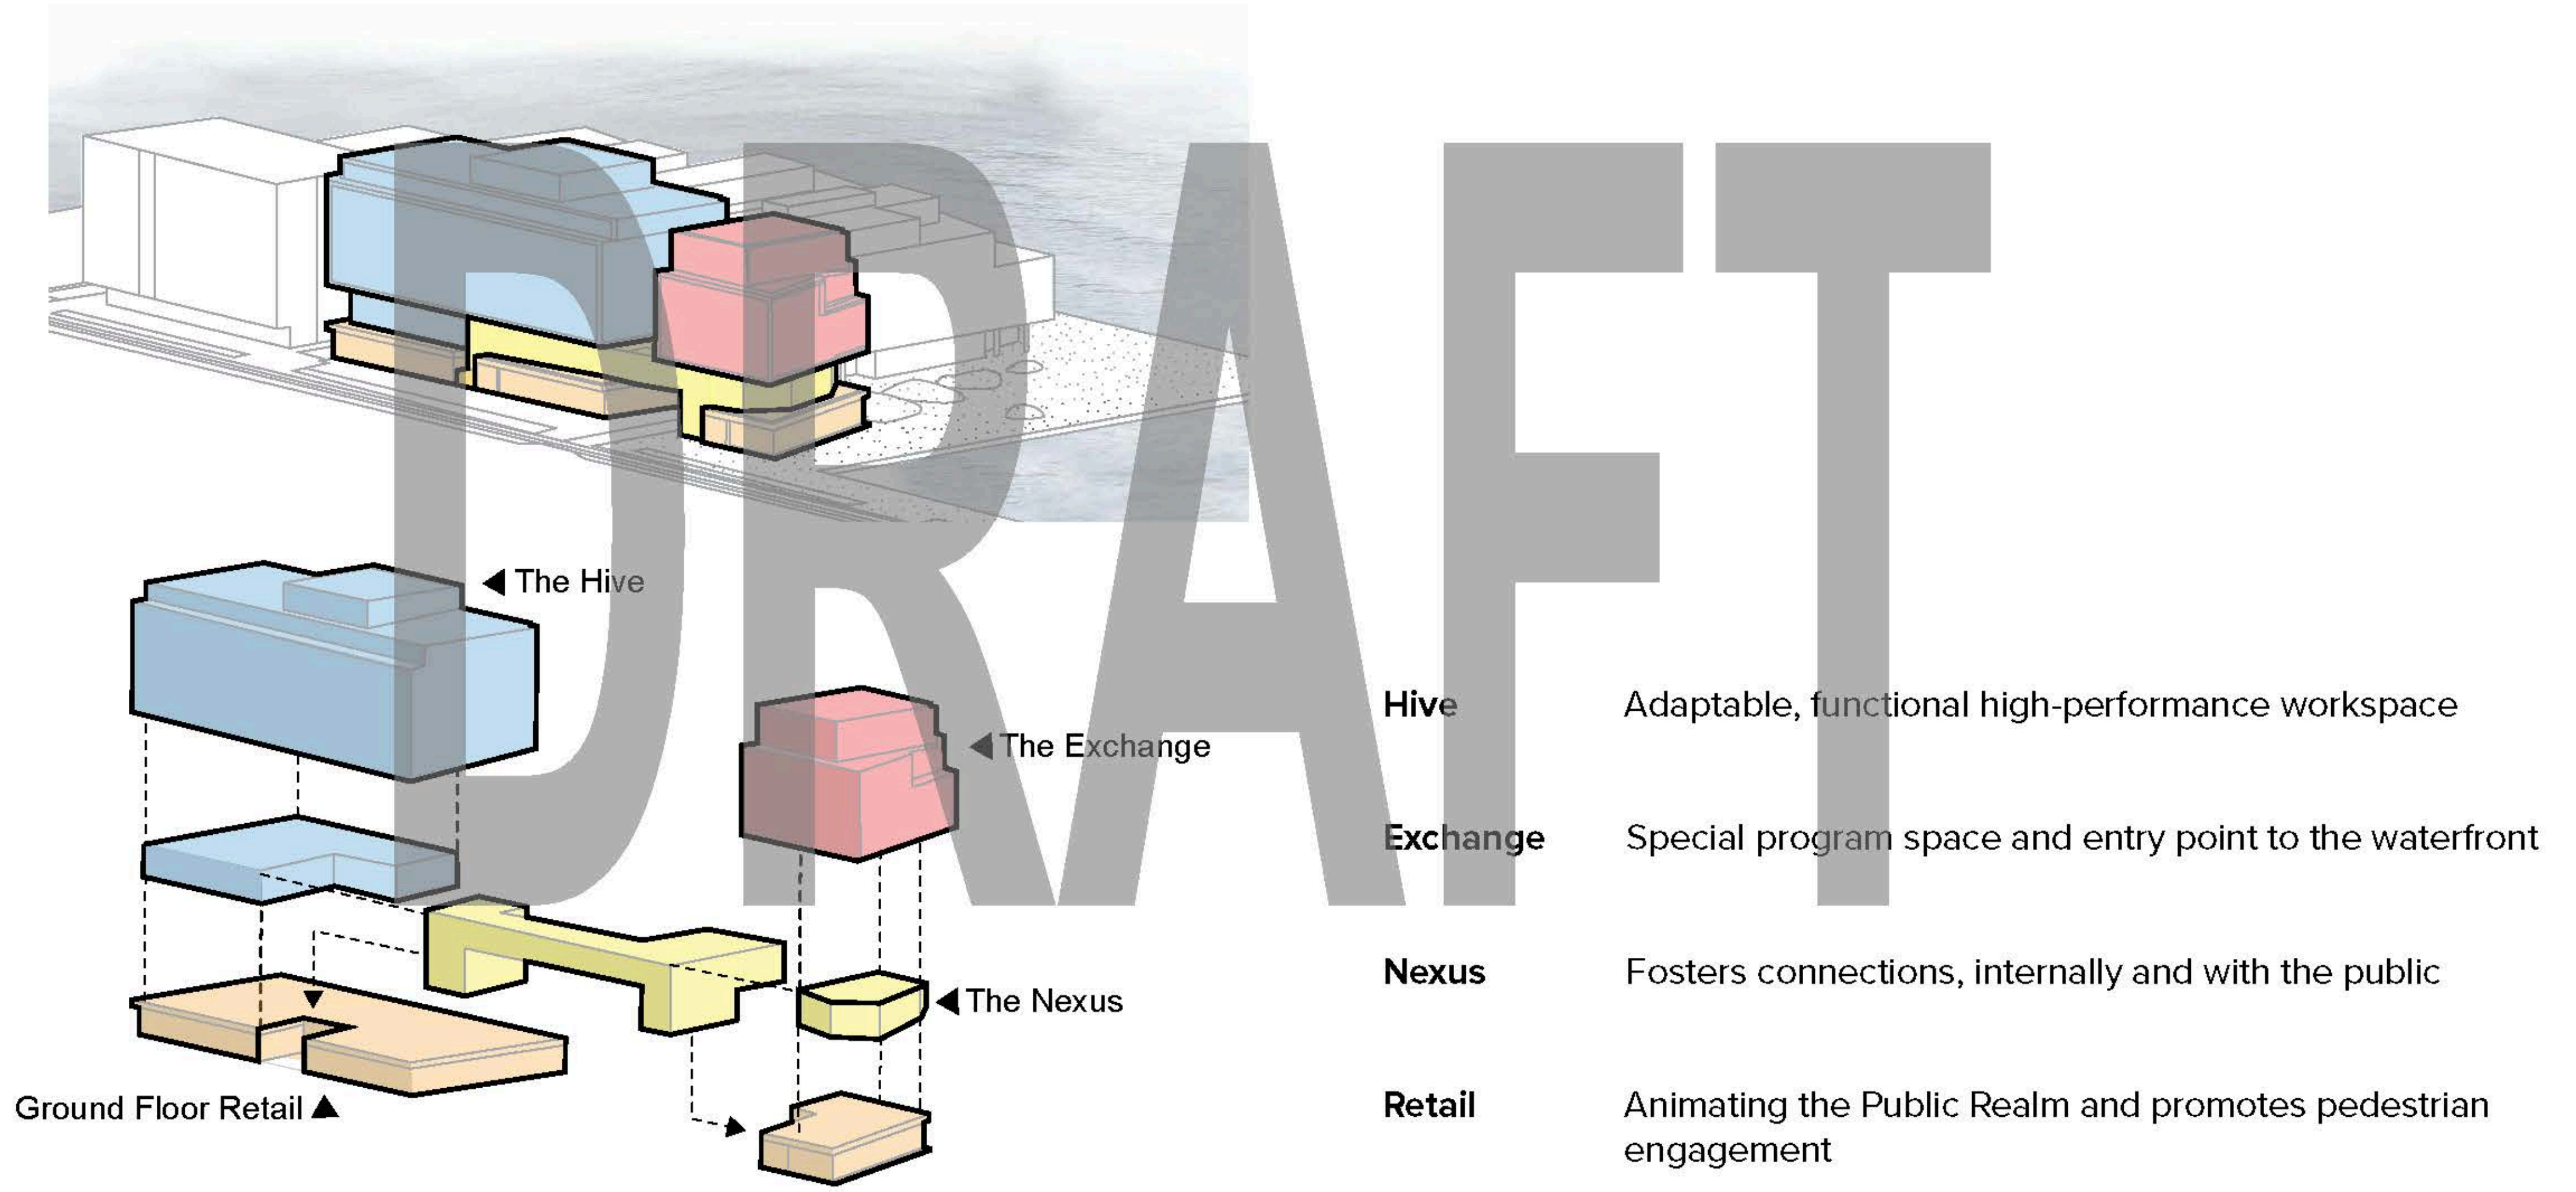 DRAFT
The Hive
The Exchange
The Nexus
Ground Floor Retail
Hive Adaptable, functional high-performance workspace
Exchange Special program space and entry point to the waterfront
Nexus Fosters connections, internally and with the public
Retail Animating the Public Realm and promotes pedestrian
engagement